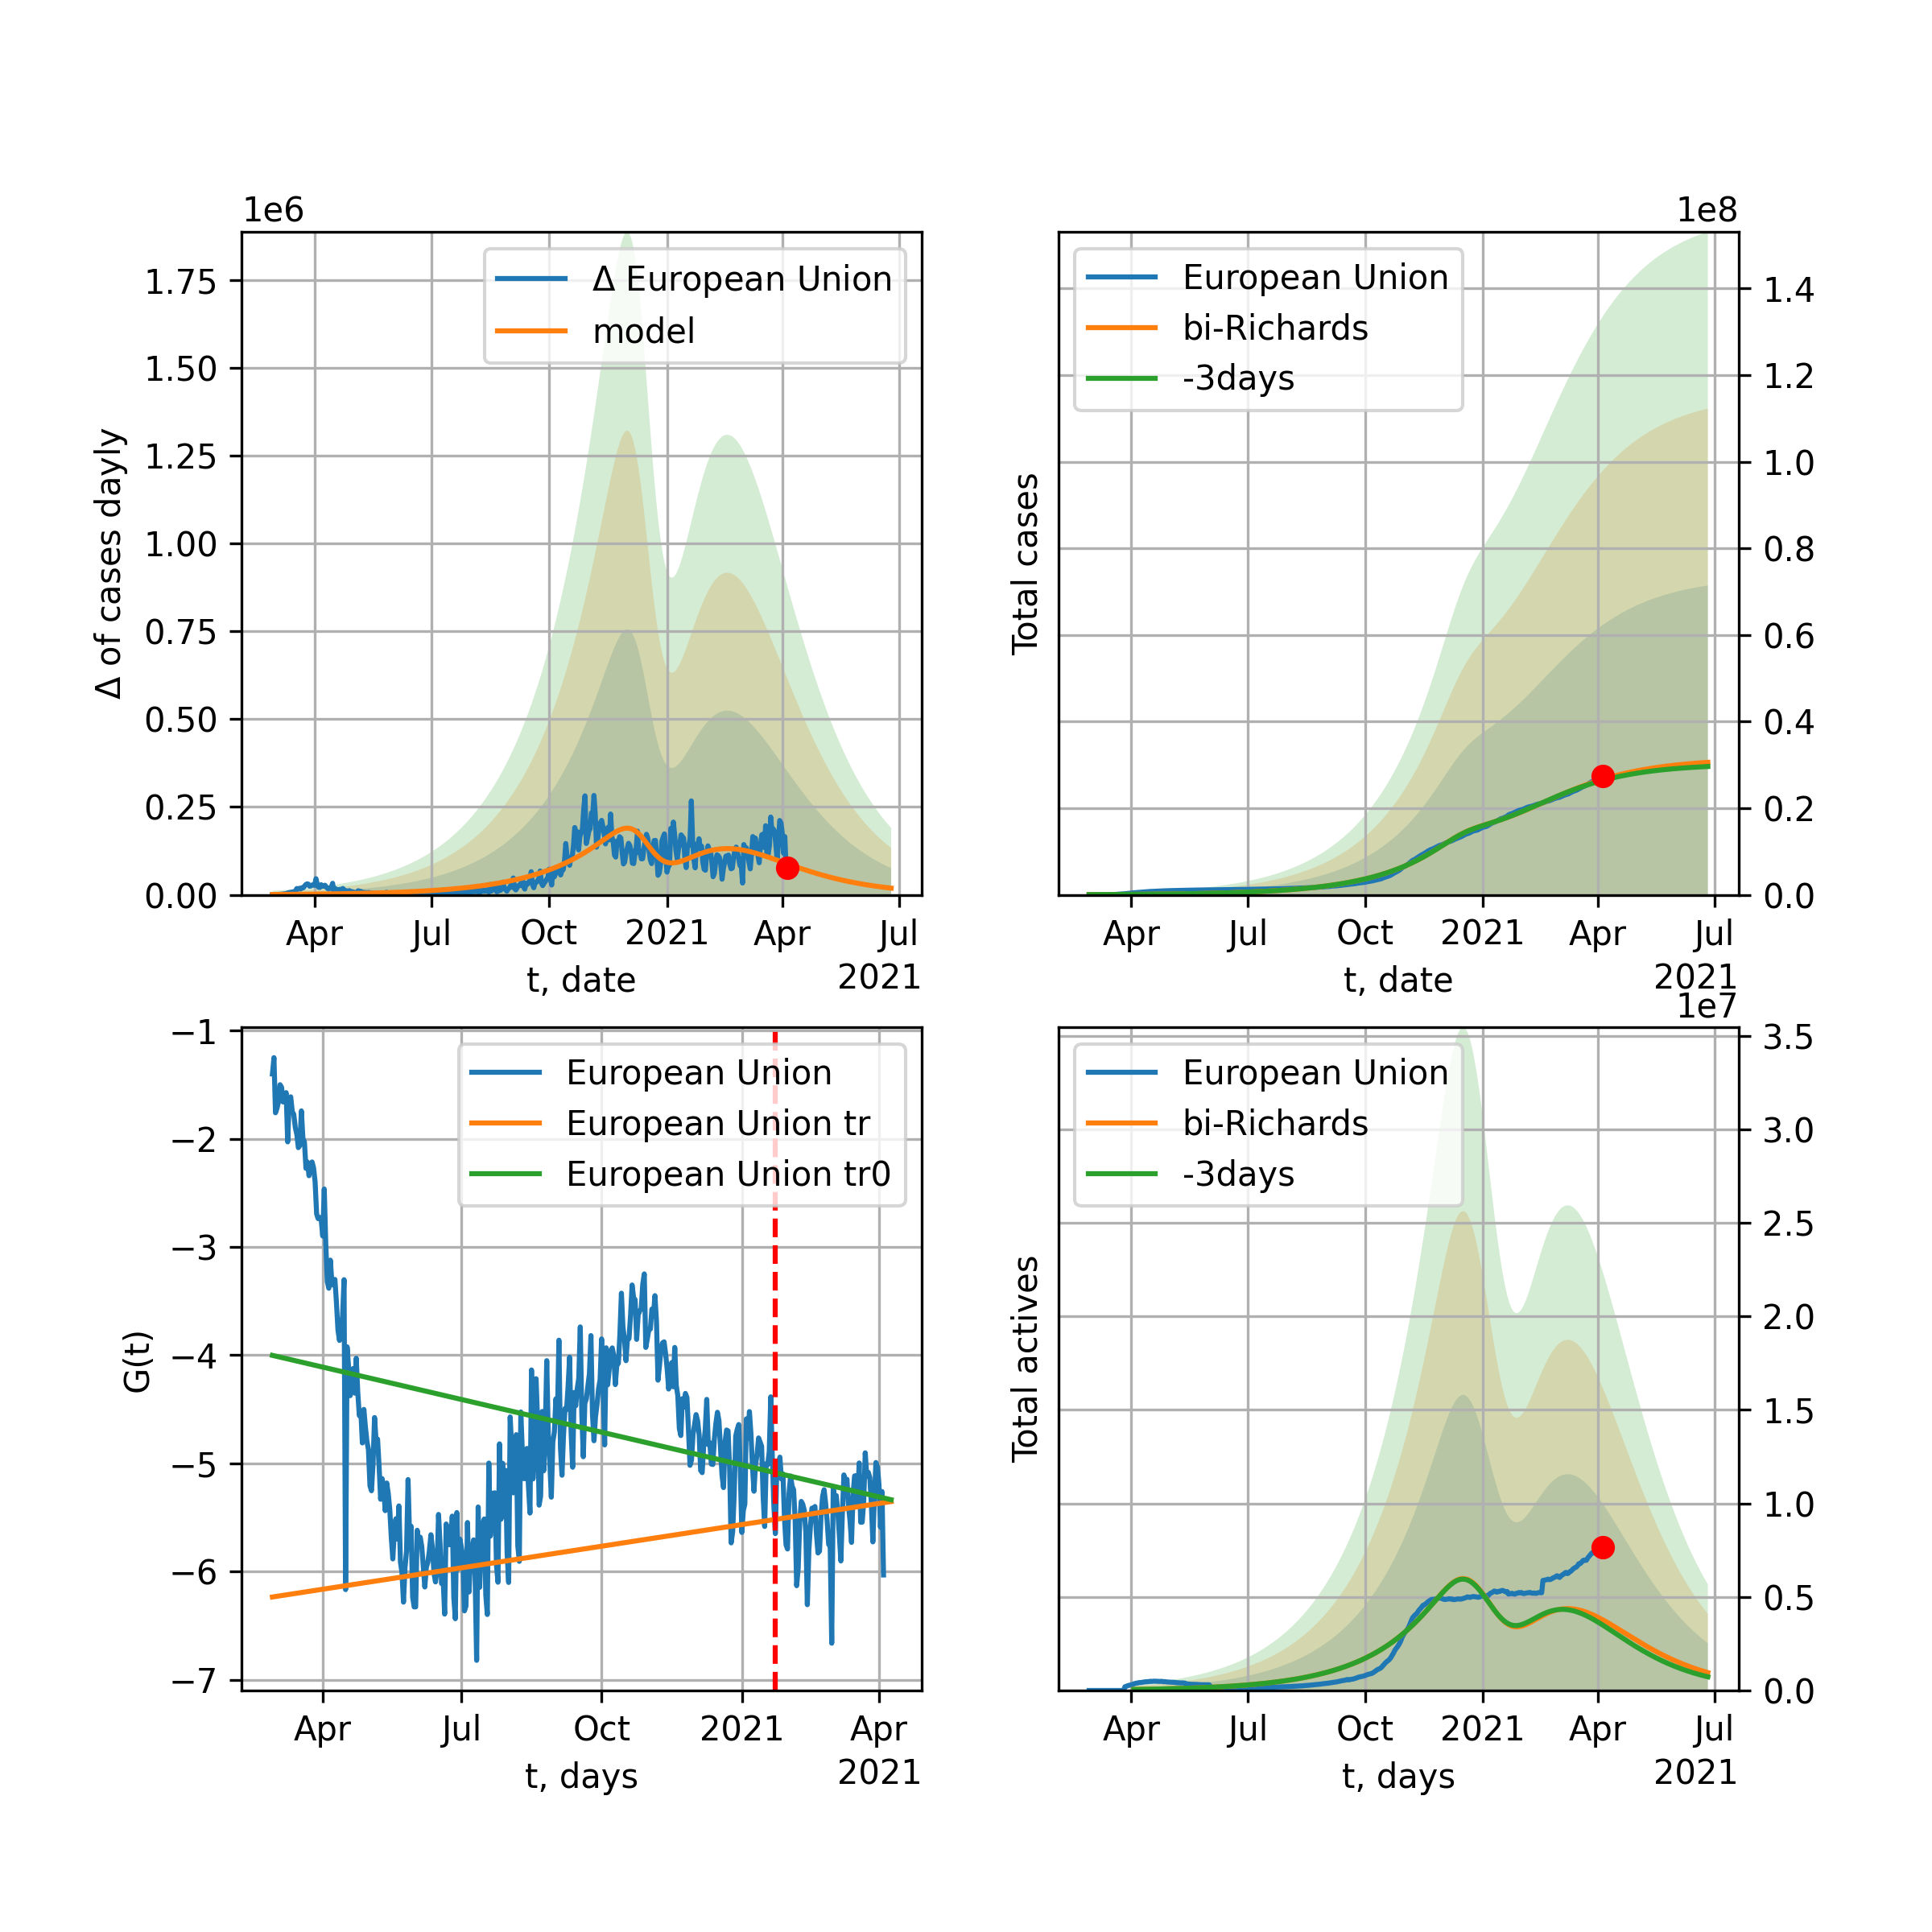 1e6
1.75
1.50
1.25
1.00
0.75
0.50
0.25
0.00
Δ of cases dayly
Δ European Union
model
Apr Jul Oct 2021 Apr Jul
2021
t, date
1e8
European Union
bi-Richards
-3days
Total cases
1.4
1.2
1.0
0.8
0.6
0.4
0.2
0.0
Apr Jul Oct 2021 Apr Jul
2021
t, date
−1
−2
−3
−4
−5
−6
−7
G(t)
European Union
European Union tr
European Union tr0
Apr Jul Oct 2021 Apr
2021
t, days
1e7
European Union
bi-Richards
-3days
Total actives
3.5
3.0
2.5
2.0
1.5
1.0
0.5
0.0
Apr Jul Oct 2021 Apr Jul
2021
t, days